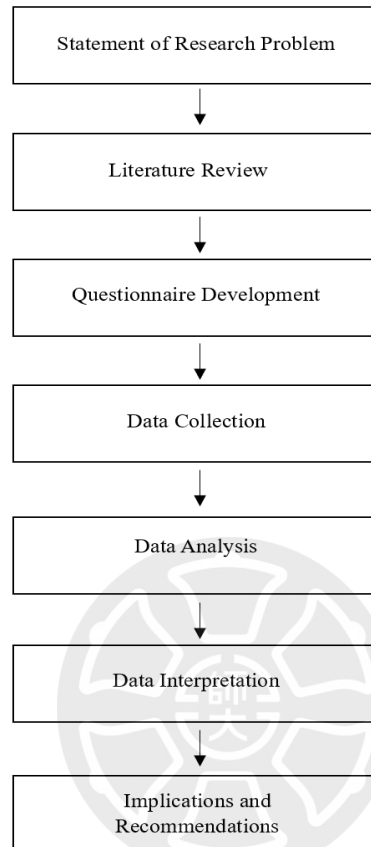 Statement of Research Problem
Literature Review
Questionnaire Development
Data Collection
Data Analysis
Data Interpretation
Implications and
Recommendations